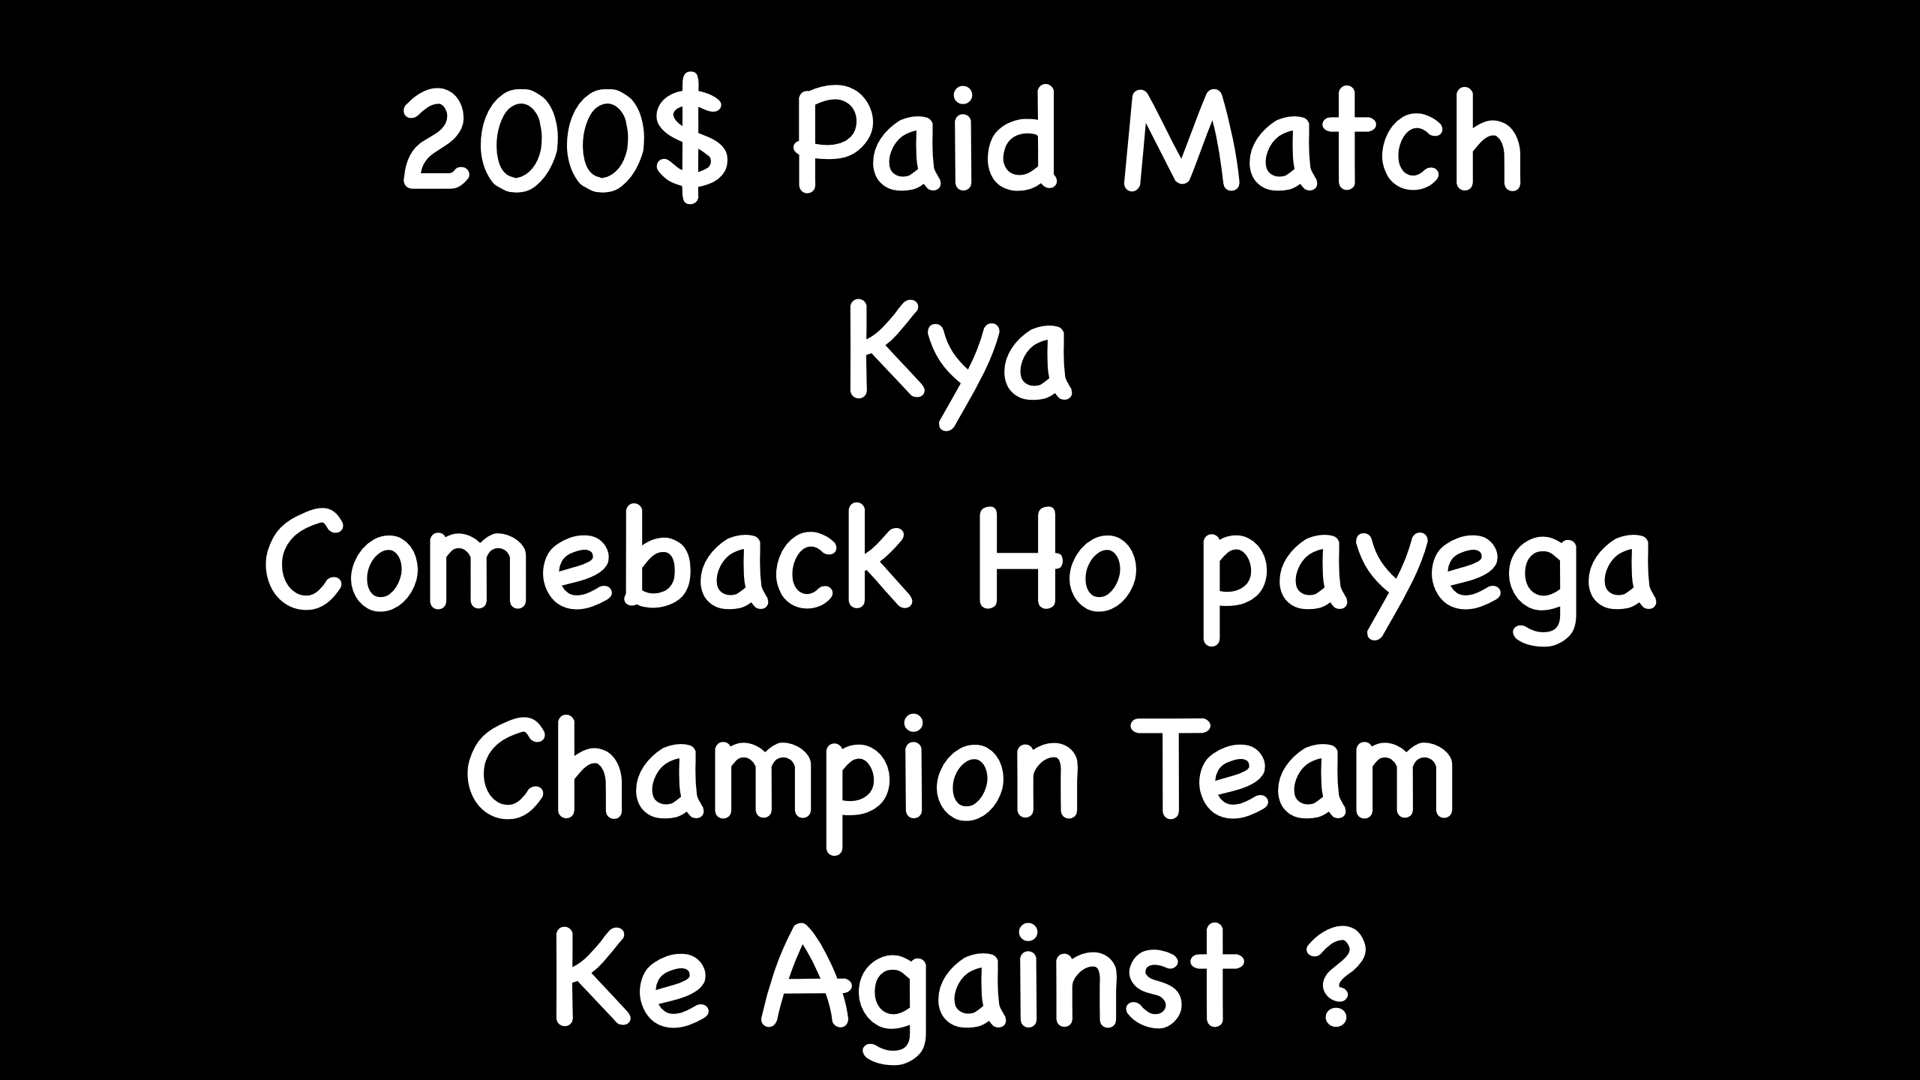 200$ Paid Match
Kya
Comeback Ho payega
Champion Team
Ke Against ?